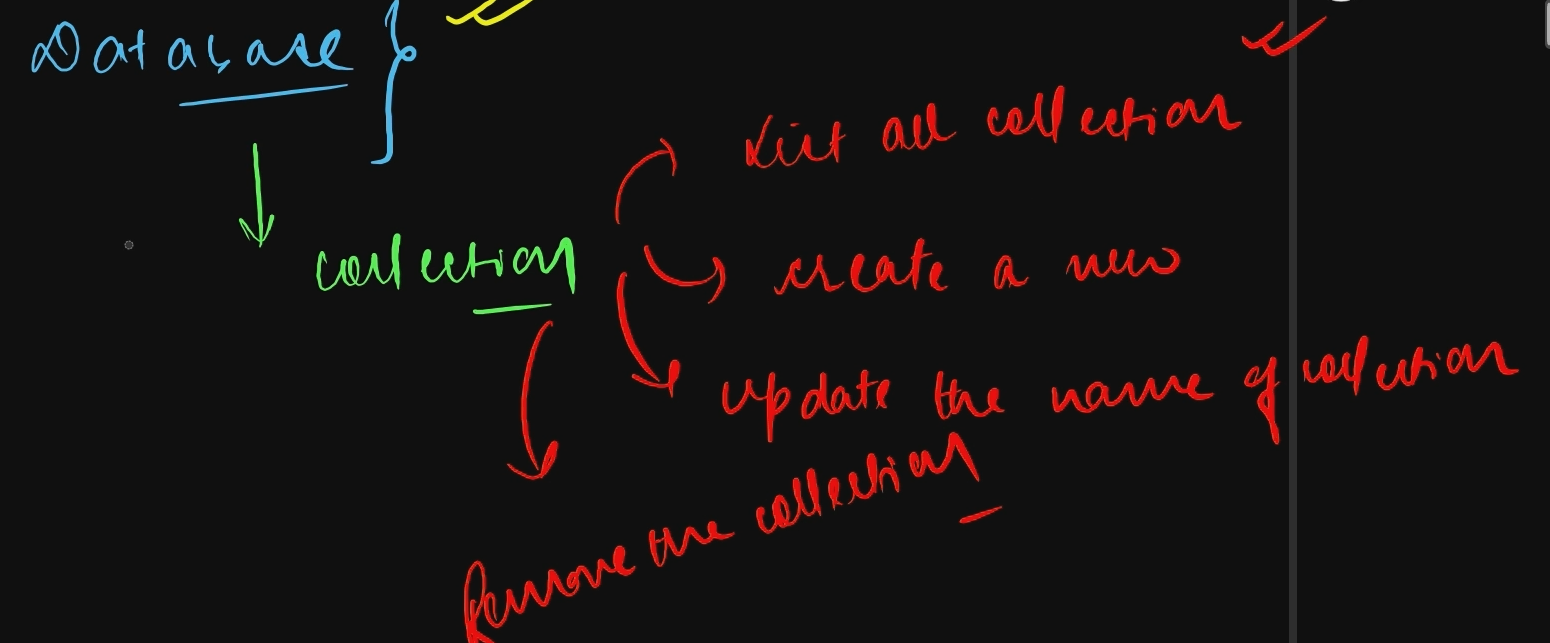 Database
List all collection
collection
create a new
update the name of collection
Remove the collection